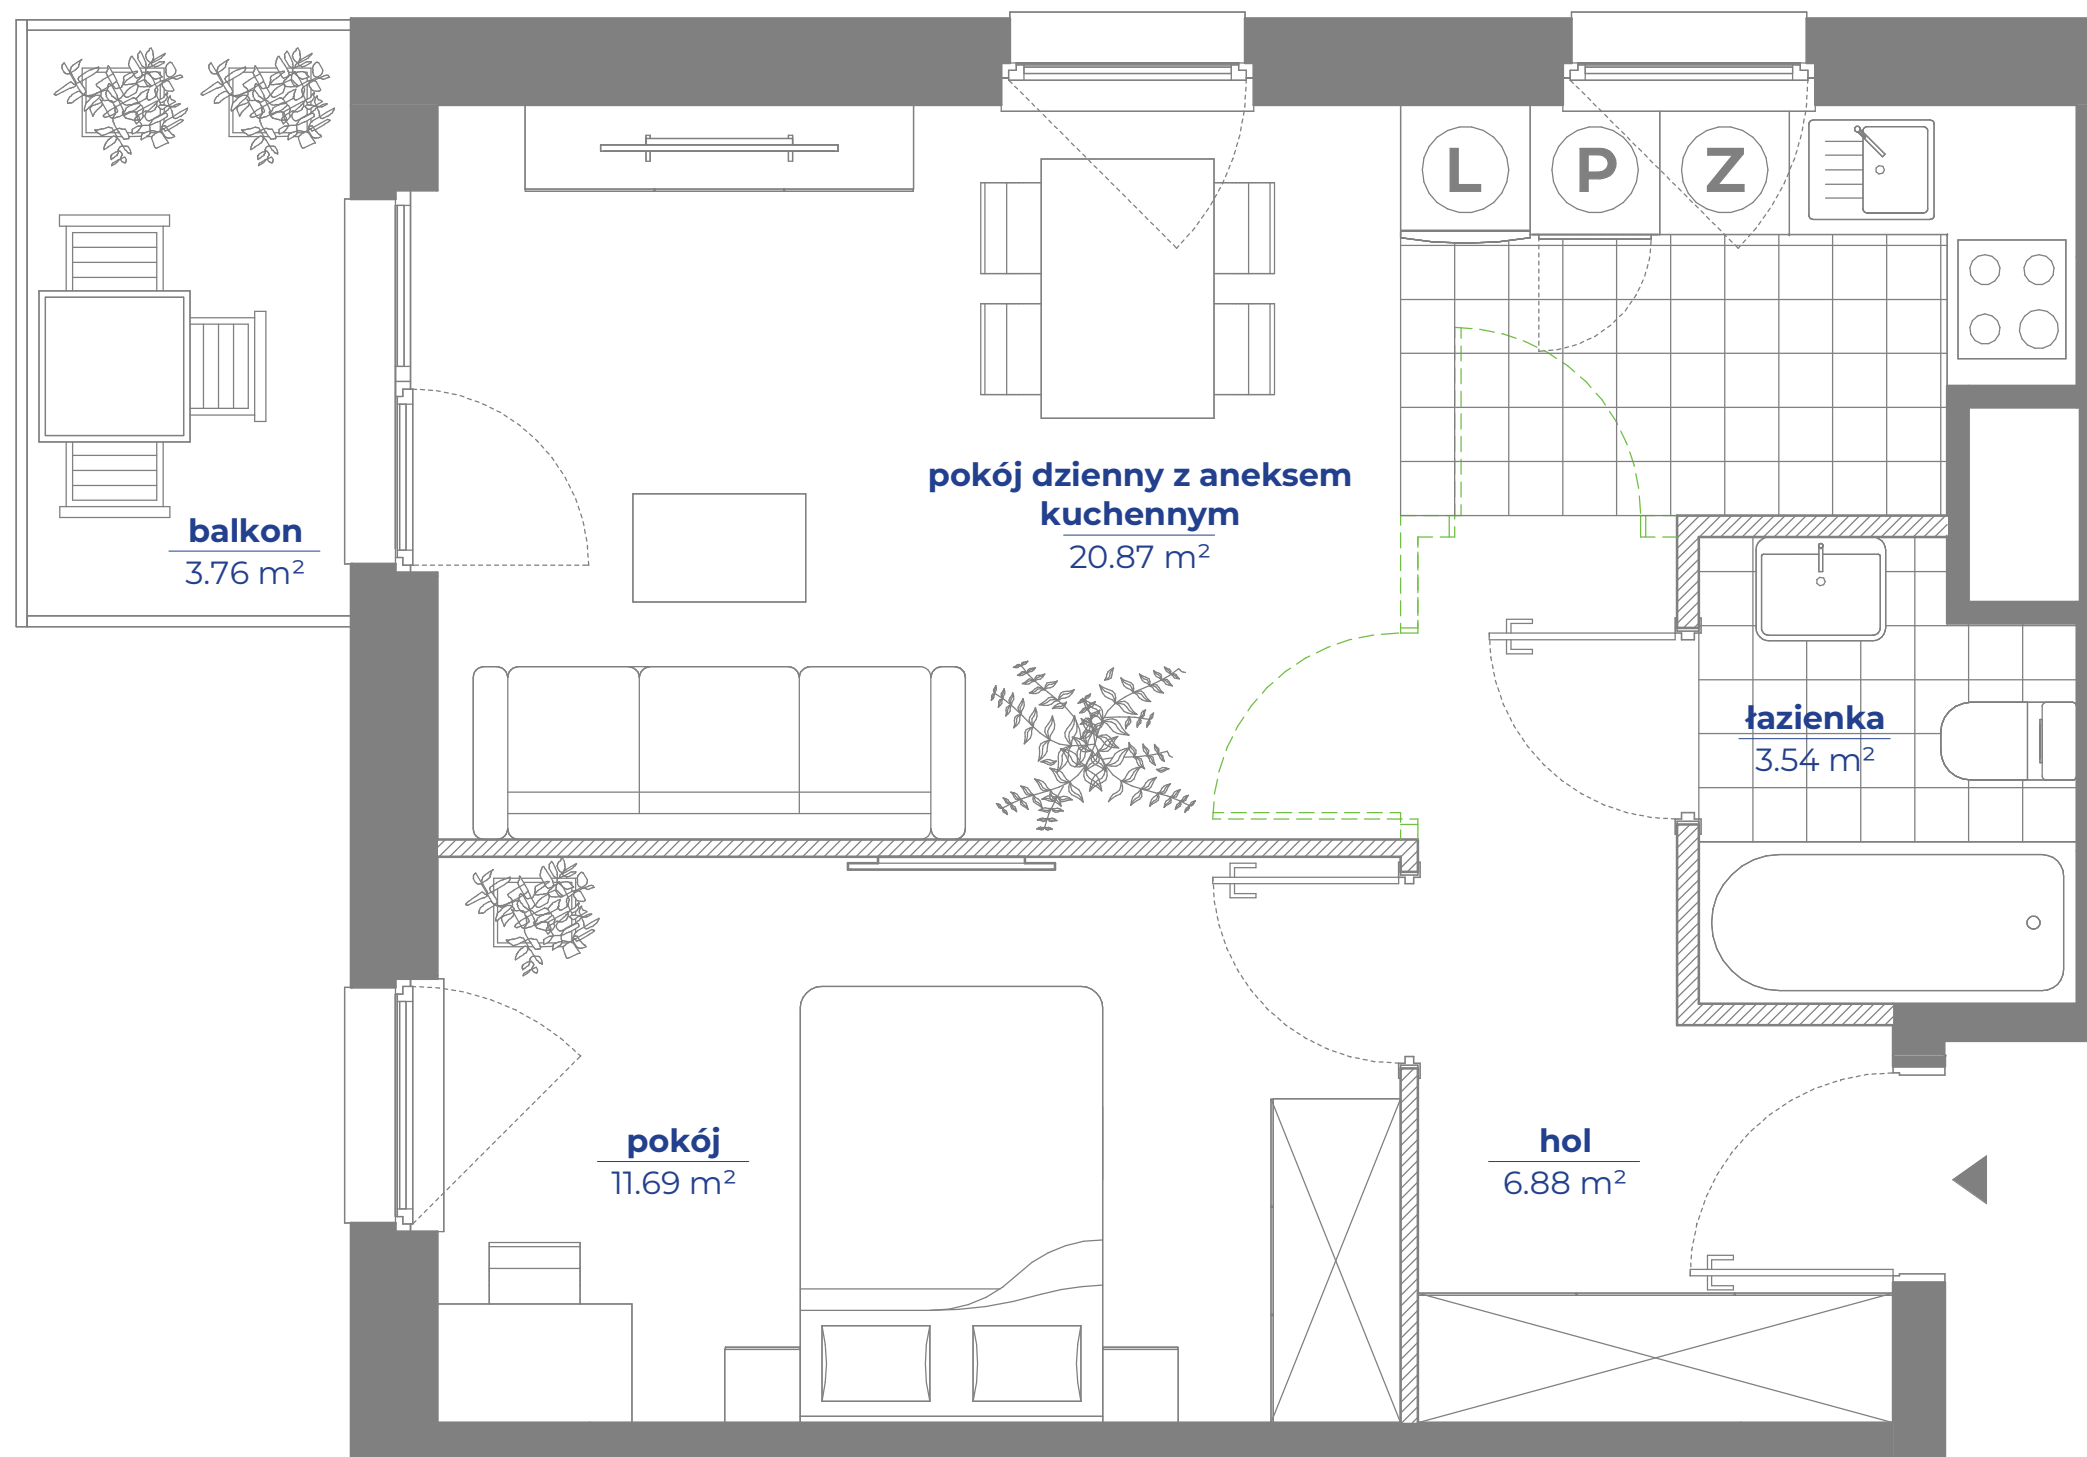 L P Z
pokój dzienny z aneksem
kuchennym
20.87 m²
balkon
3.76 m²
łazienka
3.54 m²
pokój
11.69 m²
hol
6.88 m²